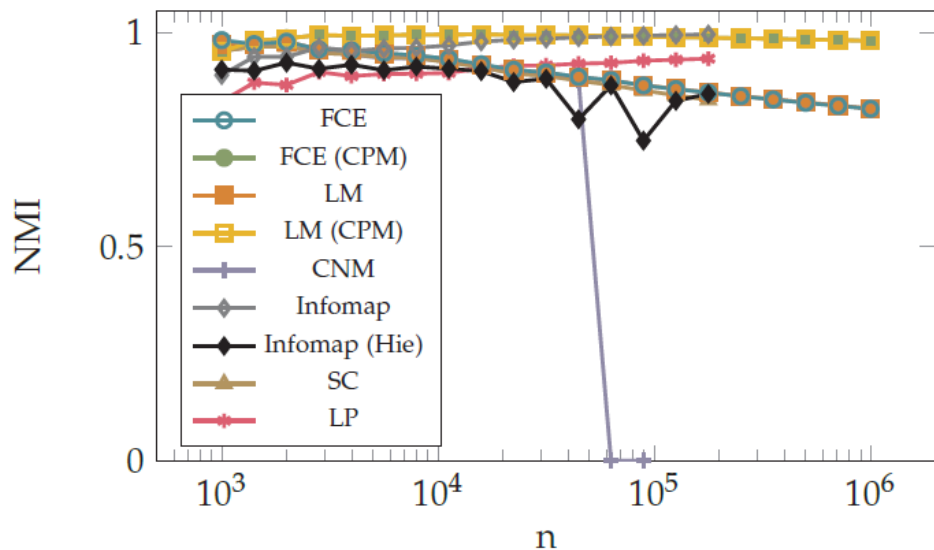 1
0.5
0
NMI
FCE
FCE (CPM)
LM
LM (CPM)
CNM
Infomap
Infomap (Hie)
SC
LP
10³ 10⁴ 10⁵ 10⁶
n